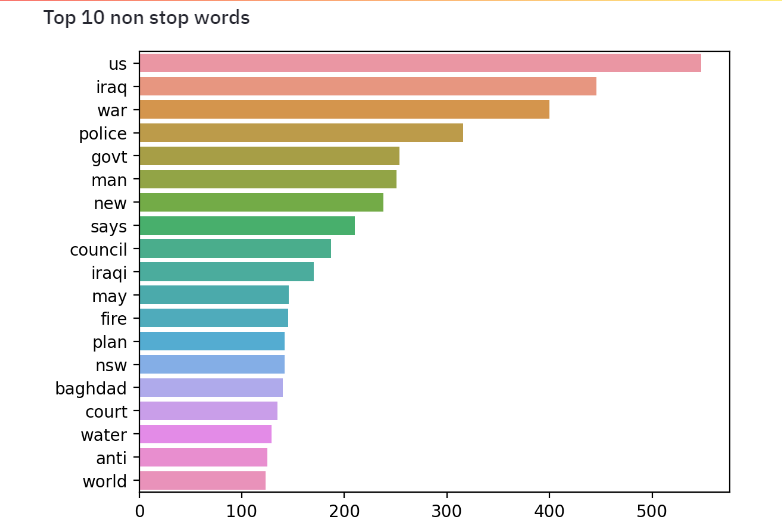 Top 10 non stop words
us
iraq
war
police
govt
man
new
says
council
iraqi
may
fire
plan
nsw
baghdad
court
water
anti
world
0 100 200 300 400 500